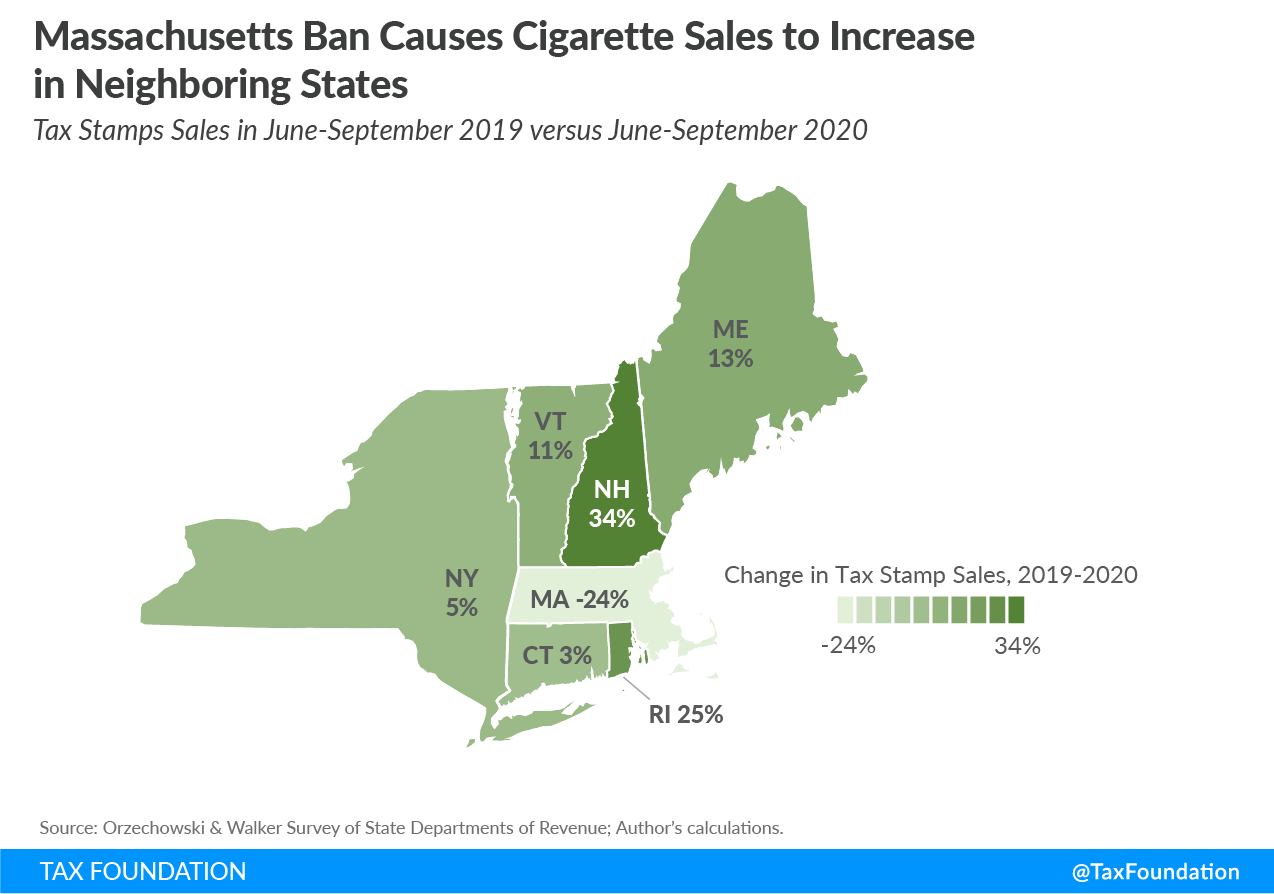 Massachusetts Ban Causes Cigarette Sales to Increase
in Neighboring States
Tax Stamps Sales in June-September 2019 versus June-September 2020
ME
13%
VT
11%
NH
34%
NY
5%
MA -24%
CT 3%
RI 25%
Change in Tax Stamp Sales, 2019-2020
-24%
34%
Source: Orzechowski & Walker Survey of State Departments of Revenue; Author's calculations.
TAX FOUNDATION
@TaxFoundation